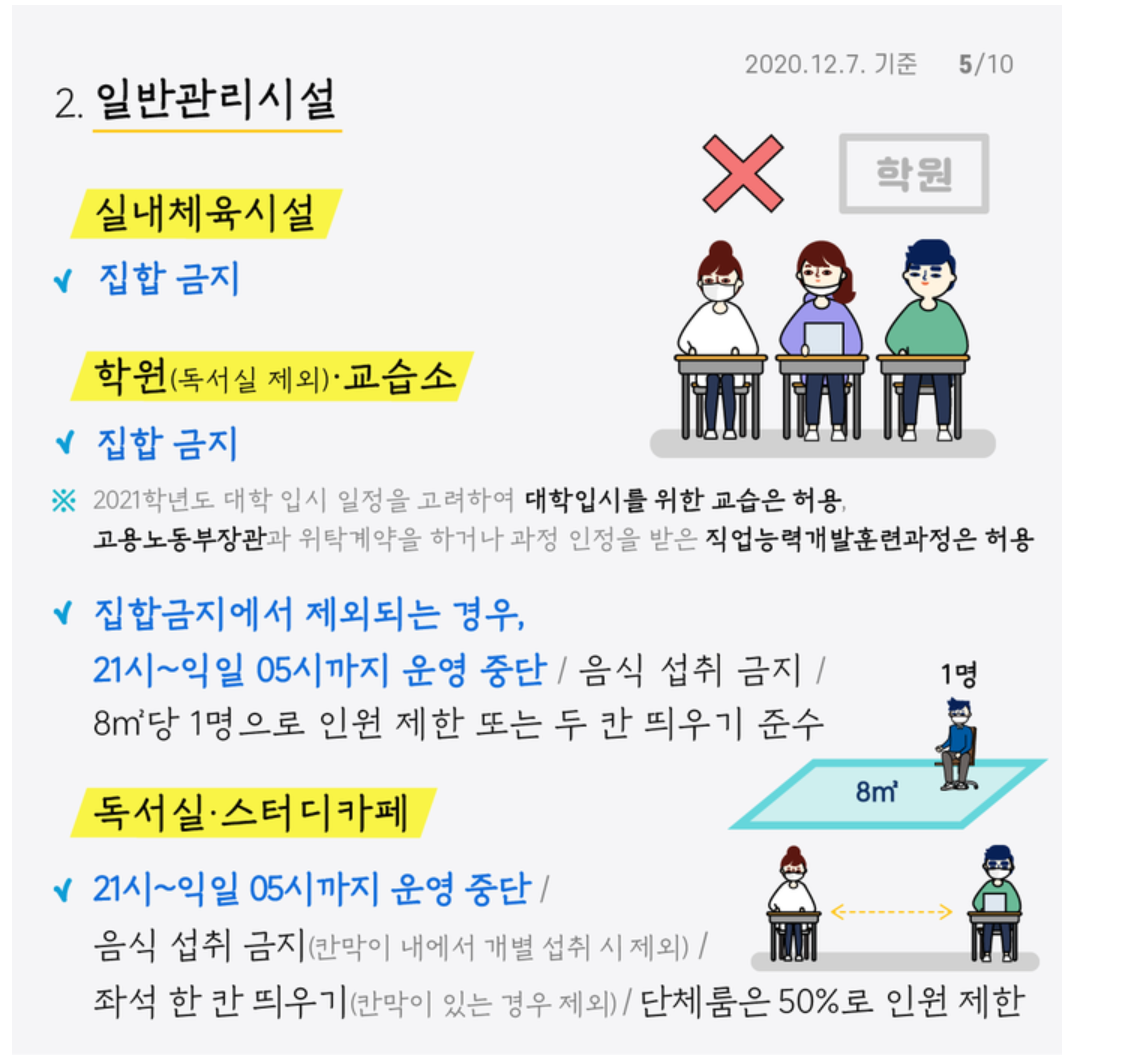 2020.12.7. 기준 5/10
2. 일반관리시설
학원
실내체육시설
✓ 집합 금지
학원(독서실 제외)·교습소
✓ 집합 금지
※ 2021학년도 대학 입시 일정을 고려하여 대학입시를 위한 교습은 허용,
고용노동부장관과 위탁계약을 하거나 과정 인정을 받은 직업능력개발훈련과정은 허용
✓ 집합금지에서 제외되는 경우,
21시~익일 05시까지 운영 중단 / 음식 섭취 금지 /
8㎡당 1명으로 인원 제한 또는 두 칸 띄우기 준수
1명
8㎡
독서실·스터디카페
✓ 21시~익일 05시까지 운영 중단 /
음식 섭취 금지(칸막이 내에서 개별 섭취 시 제외) /
좌석 한 칸 띄우기(칸막이 있는 경우 제외) / 단체룸은 50%로 인원 제한